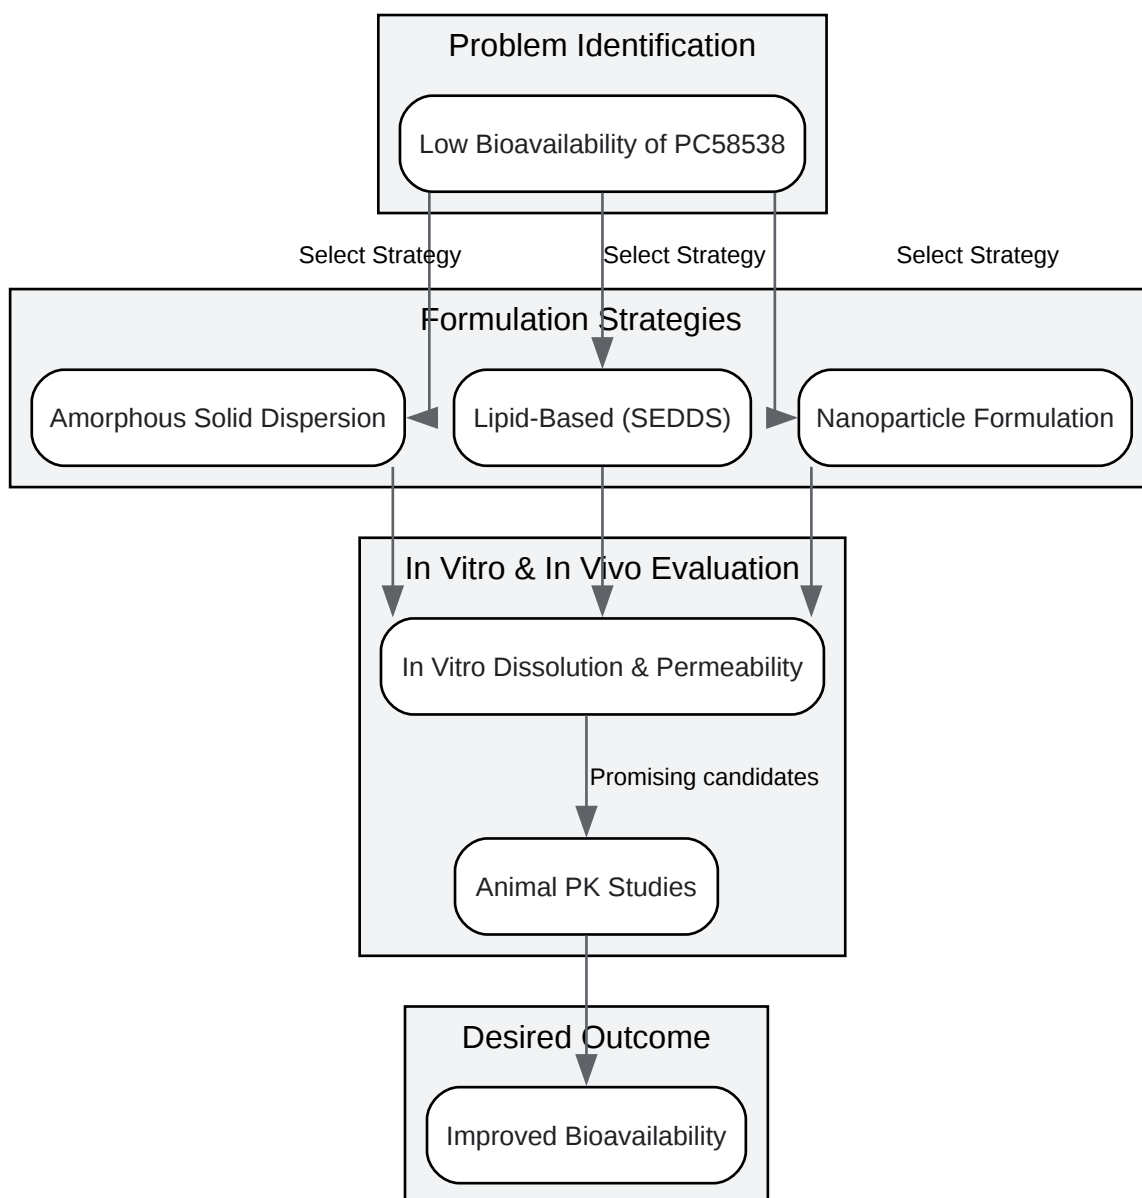 Problem Identification
Low Bioavailability of PC58538
Select Strategy
Select Strategy
Select Strategy
Formulation Strategies
Amorphous Solid Dispersion
Lipid-Based (SEDDS)
Nanoparticle Formulation
In Vitro & In Vivo Evaluation
In Vitro Dissolution & Permeability
Promising candidates
Animal PK Studies
Desired Outcome
Improved Bioavailability